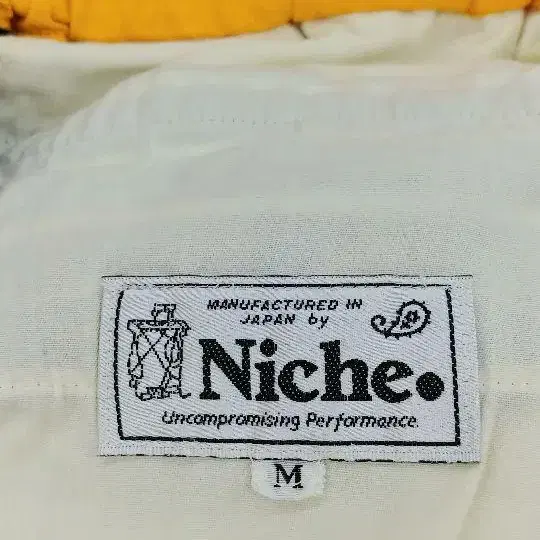 MANUFACTURED IN
JAPAN by
Niche.
Uncompromising Performance.
M